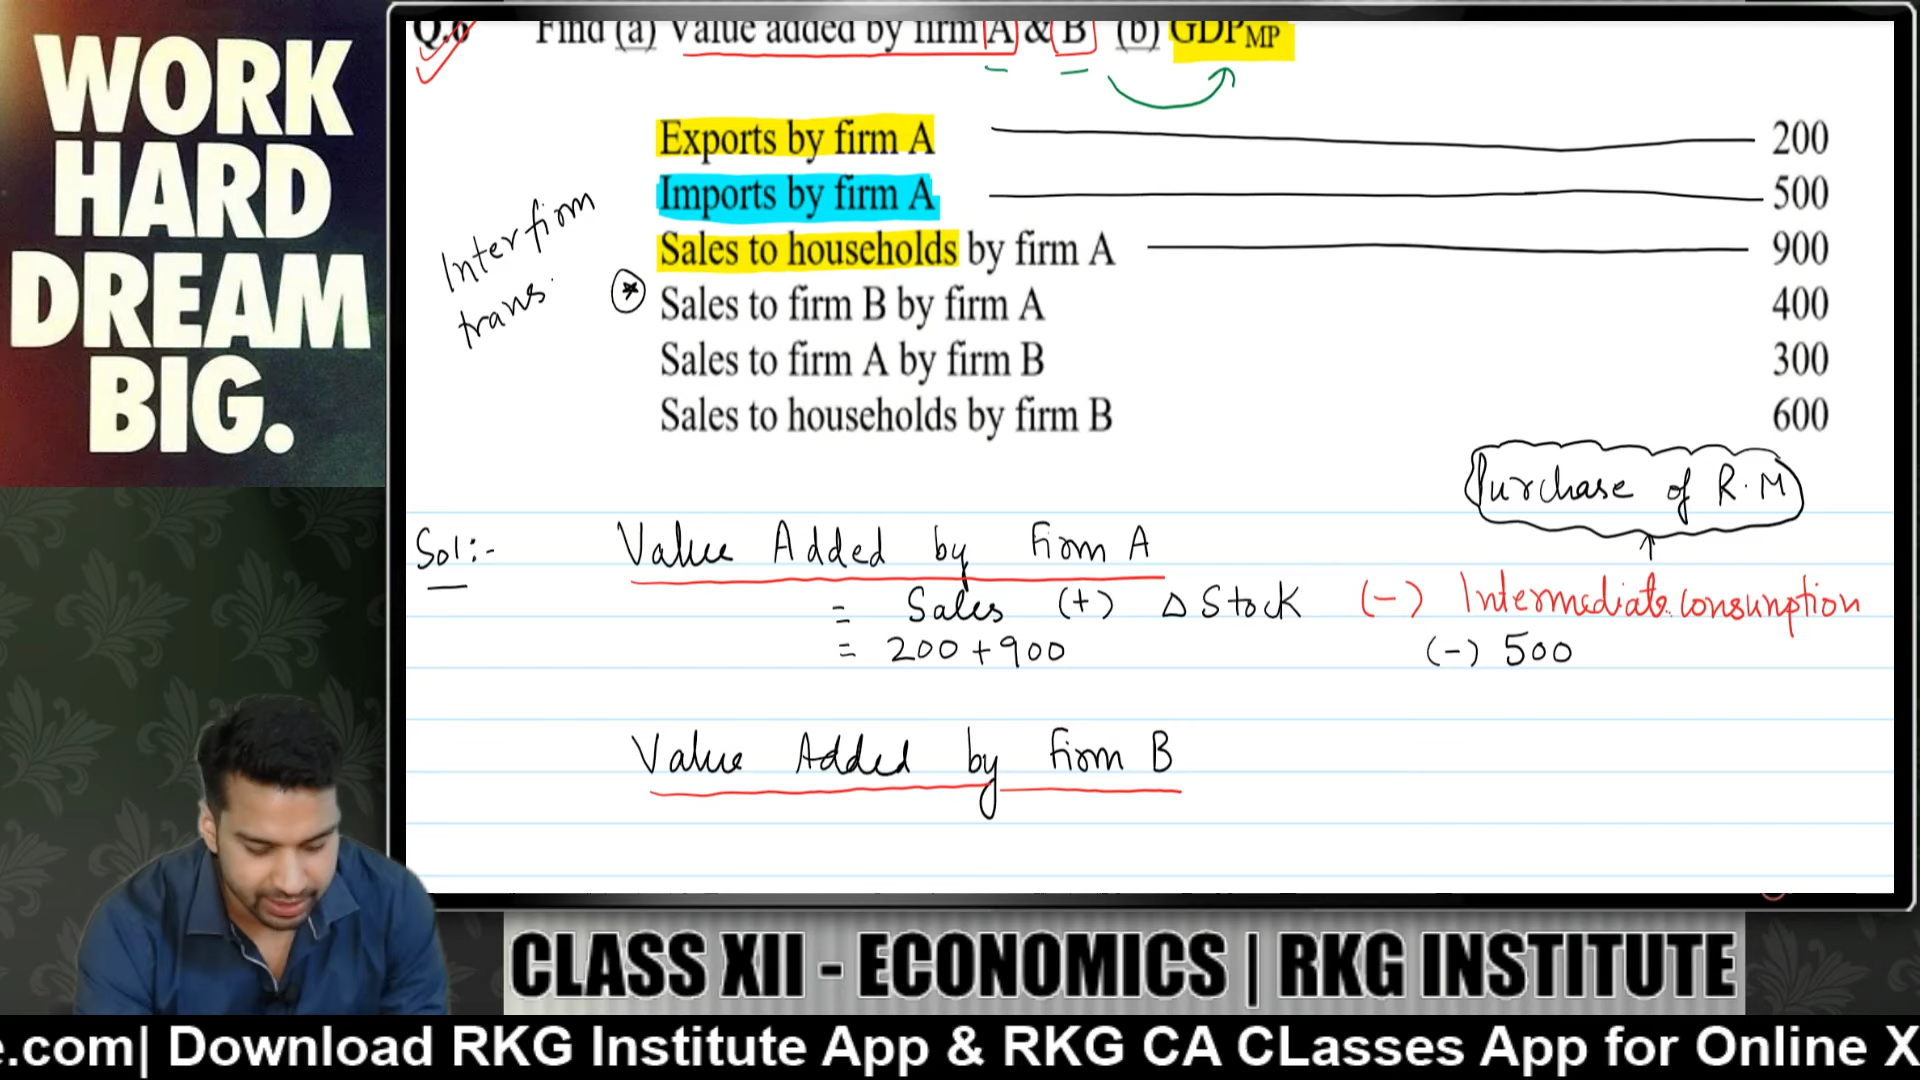 WORK
HARD
DREAM
BIG.
Q.6 Find (a) Value added by firm A & B (b) GDPMP
Exports by firm A 200
Imports by firm A 500
Sales to households by firm A 900
Interfirm
trans.
Sales to firm B by firm A 400
Sales to firm A by firm B 300
Sales to households by firm B 600
Purchase of R.M
Sol:- Value Added by Firm A
= Sales (+) Δ Stock (-) Intermediate consumption
= 200 + 900 (-) 500
Value Added by Firm B
CLASS XII - ECONOMICS | RKG INSTITUTE
e.com| Download RKG Institute App & RKG CA CLasses App for Online X